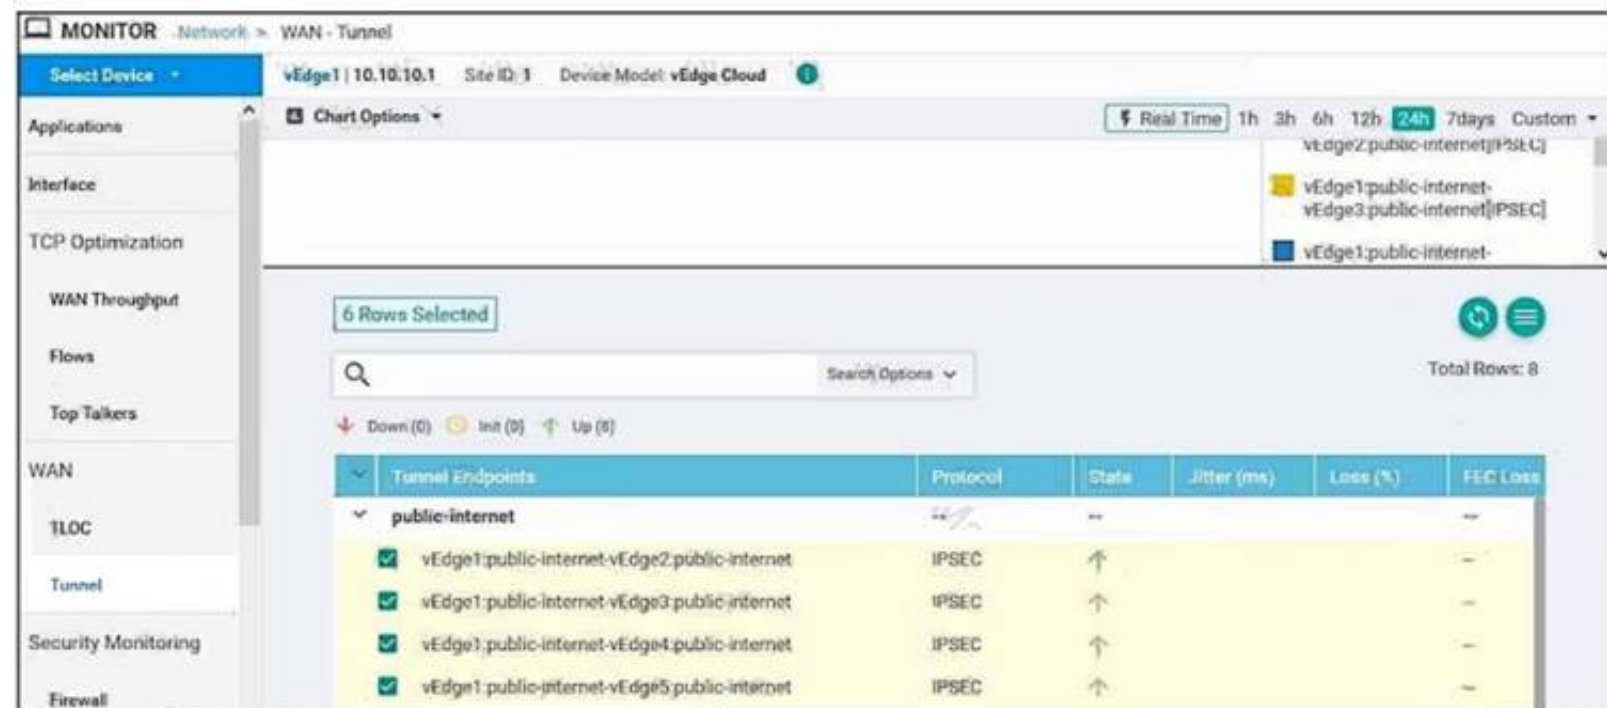 MONITOR Network > WAN - Tunnel
Select Device
vEdge1 | 10.10.10.1 Site ID: 1 Device Model: vEdge Cloud
Chart Options
Real Time 1h 3h 6h 12h 24h 7days Custom
vEdge2:public-internet[IPSEC]
vEdge1:public-internet-
vEdge3:public-internet[IPSEC]
vEdge1:public-internet-
Applications
Interface
TCP Optimization
WAN Throughput
Flows
Top Talkers
WAN
TLOC
Tunnel
Security Monitoring
Firewall
6 Rows Selected
Search Options
Total Rows: 8
Down (0) Init (0) Up (8)
Tunnel Endpoints Protocol State Jitter (ms) Loss (%) FEC Loss
public-internet -- -- --
vEdge1:public-internet-vEdge2:public-internet IPSEC --
vEdge1:public-internet-vEdge3:public-internet IPSEC --
vEdge1:public-internet-vEdge4:public-internet IPSEC --
vEdge1:public-internet-vEdge5:public-internet IPSEC --